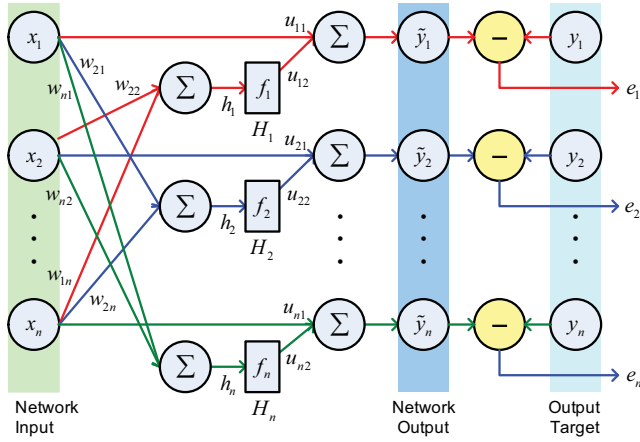 x₁ u₁₁ Σ ỹ₁ − y₁
w₂₁
wₙ₁ w₂₂ Σ h₁ f₁ u₁₂ e₁
H₁
x₂ u₂₁ Σ ỹ₂ − y₂
wₙ₂ Σ h₂ f₂ u₂₂ e₂
H₂
w₁ₙ
w₂ₙ
xₙ uₙ₁ Σ ỹₙ − yₙ
Σ hₙ fₙ uₙ₂ eₙ
Hₙ
Network
Input
Network
Output
Output
Target